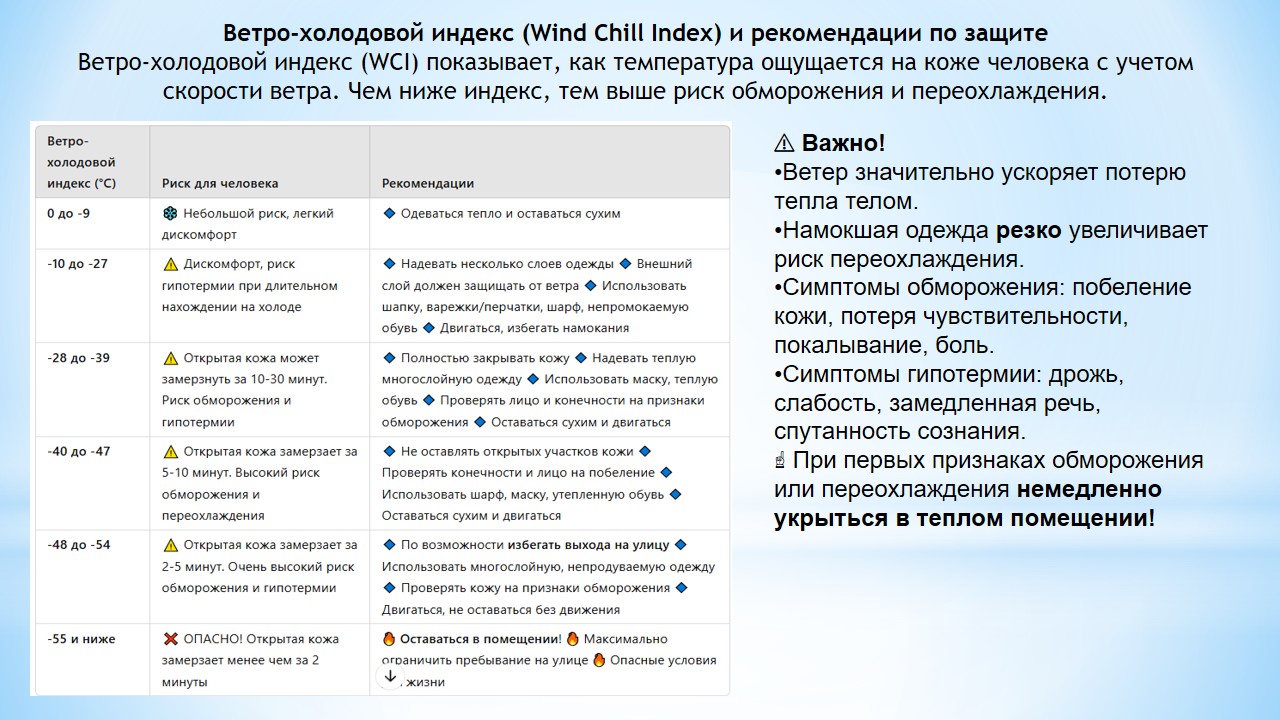 Ветро-холодовой индекс (Wind Chill Index) и рекомендации по защите
Ветро-холодовой индекс (WCI) показывает, как температура ощущается на коже человека с учетом
скорости ветра. Чем ниже индекс, тем выше риск обморожения и переохлаждения.
Ветро-
холодовой
индекс (°C)
Риск для человека
Рекомендации
0 до -9
❄ Небольшой риск, легкий
дискомфорт
🔹 Одеваться тепло и оставаться сухим
-10 до -27
⚠ Дискомфорт, риск
гипотермии при длительном
нахождении на холоде
🔹 Надевать несколько слоев одежды 🔹 Внешний
слой должен защищать от ветра 🔹 Использовать
шапку, варежки/перчатки, шарф, непромокаемую
обувь 🔹 Двигаться, избегать намокания
-28 до -39
⚠ Открытая кожа может
замерзнуть за 10-30 минут.
Риск обморожения и
гипотермии
🔹 Полностью закрывать кожу 🔹 Надевать теплую
многослойную одежду 🔹 Использовать маску, теплую
обувь 🔹 Проверять лицо и конечности на признаки
обморожения 🔹 Оставаться сухим и двигаться
-40 до -47
⚠ Открытая кожа замерзает за
5-10 минут. Высокий риск
обморожения и
переохлаждения
🔹 Не оставлять открытых участков кожи 🔹
Проверять конечности и лицо на побеление 🔹
Использовать шарф, маску, утепленную обувь 🔹
Оставаться сухим и двигаться
-48 до -54
⚠ Открытая кожа замерзает за
2-5 минут. Очень высокий риск
обморожения и гипотермии
🔹 По возможности избегать выхода на улицу 🔹
Использовать многослойную, непродуваемую одежду
🔹 Проверять кожу на признаки обморожения 🔹
Двигаться, не оставаться без движения
-55 и ниже
❌ ОПАСНО! Открытая кожа
замерзает менее чем за 2
минуты
🔥 Оставаться в помещении! 🔥 Максимально
ограничить пребывание на улице 🔥 Опасные условия
жизни
⚠ Важно!
•Ветер значительно ускоряет потерю
тепла телом.
•Намокшая одежда резко увеличивает
риск переохлаждения.
•Симптомы обморожения: побеление
кожи, потеря чувствительности,
покалывание, боль.
•Симптомы гипотермии: дрожь,
слабость, замедленная речь,
спутанность сознания.
☝ При первых признаках обморожения
или переохлаждения немедленно
укрыться в теплом помещении!